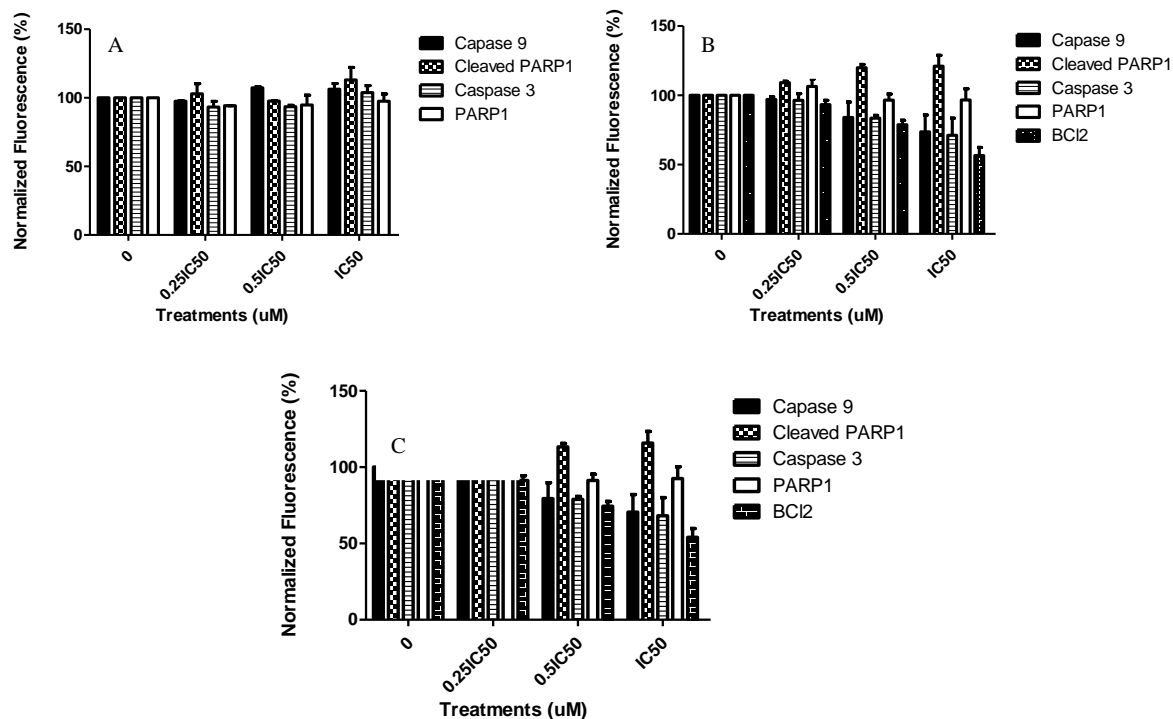 A
Normalized Fluorescence (%)
150
100
50
0
0
0.25IC50
0.5IC50
IC50
Treatments (uM)
Capase 9
Cleaved PARP1
Caspase 3
PARP1
B
Normalized Fluorescence (%)
150
100
50
0
0
0.25IC50
0.5IC50
IC50
Treatments (uM)
Capase 9
Cleaved PARP1
Caspase 3
PARP1
BCl2
C
Normalized Fluorescence (%)
150
100
50
0
0
0.25IC50
0.5IC50
IC50
Treatments (uM)
Capase 9
Cleaved PARP1
Caspase 3
PARP1
BCl2